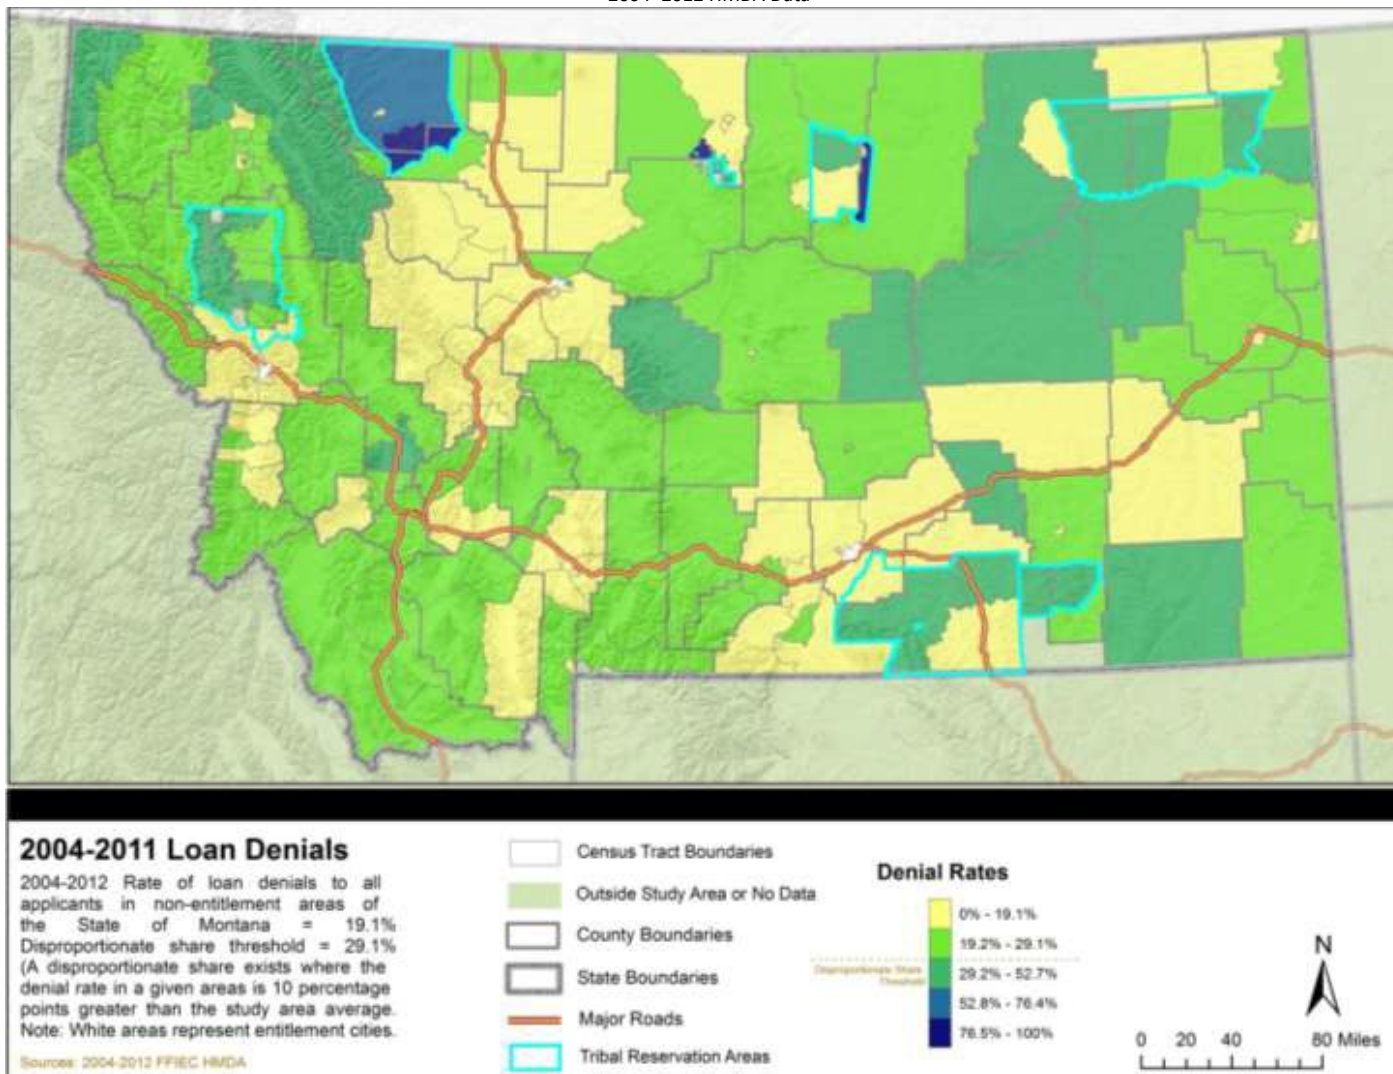 2004-2011 Loan Denials
2004-2012 Rate of loan denials to all
applicants in non-entitlement areas of
the State of Montana = 19.1%
Disproportionate share threshold = 29.1%
(A disproportionate share exists where the
denial rate in a given areas is 10 percentage
points greater than the study area average.
Note: White areas represent entitlement cities.
Sources: 2004-2012 FFIEC HMDA
Census Tract Boundaries
Outside Study Area or No Data
County Boundaries
State Boundaries
Major Roads
Tribal Reservation Areas
Denial Rates
0% - 19.1%
19.2% - 29.1%
Disproportionate Share
Threshold
29.2% - 52.7%
52.8% - 76.4%
76.5% - 100%
N
0 20 40 80 Miles